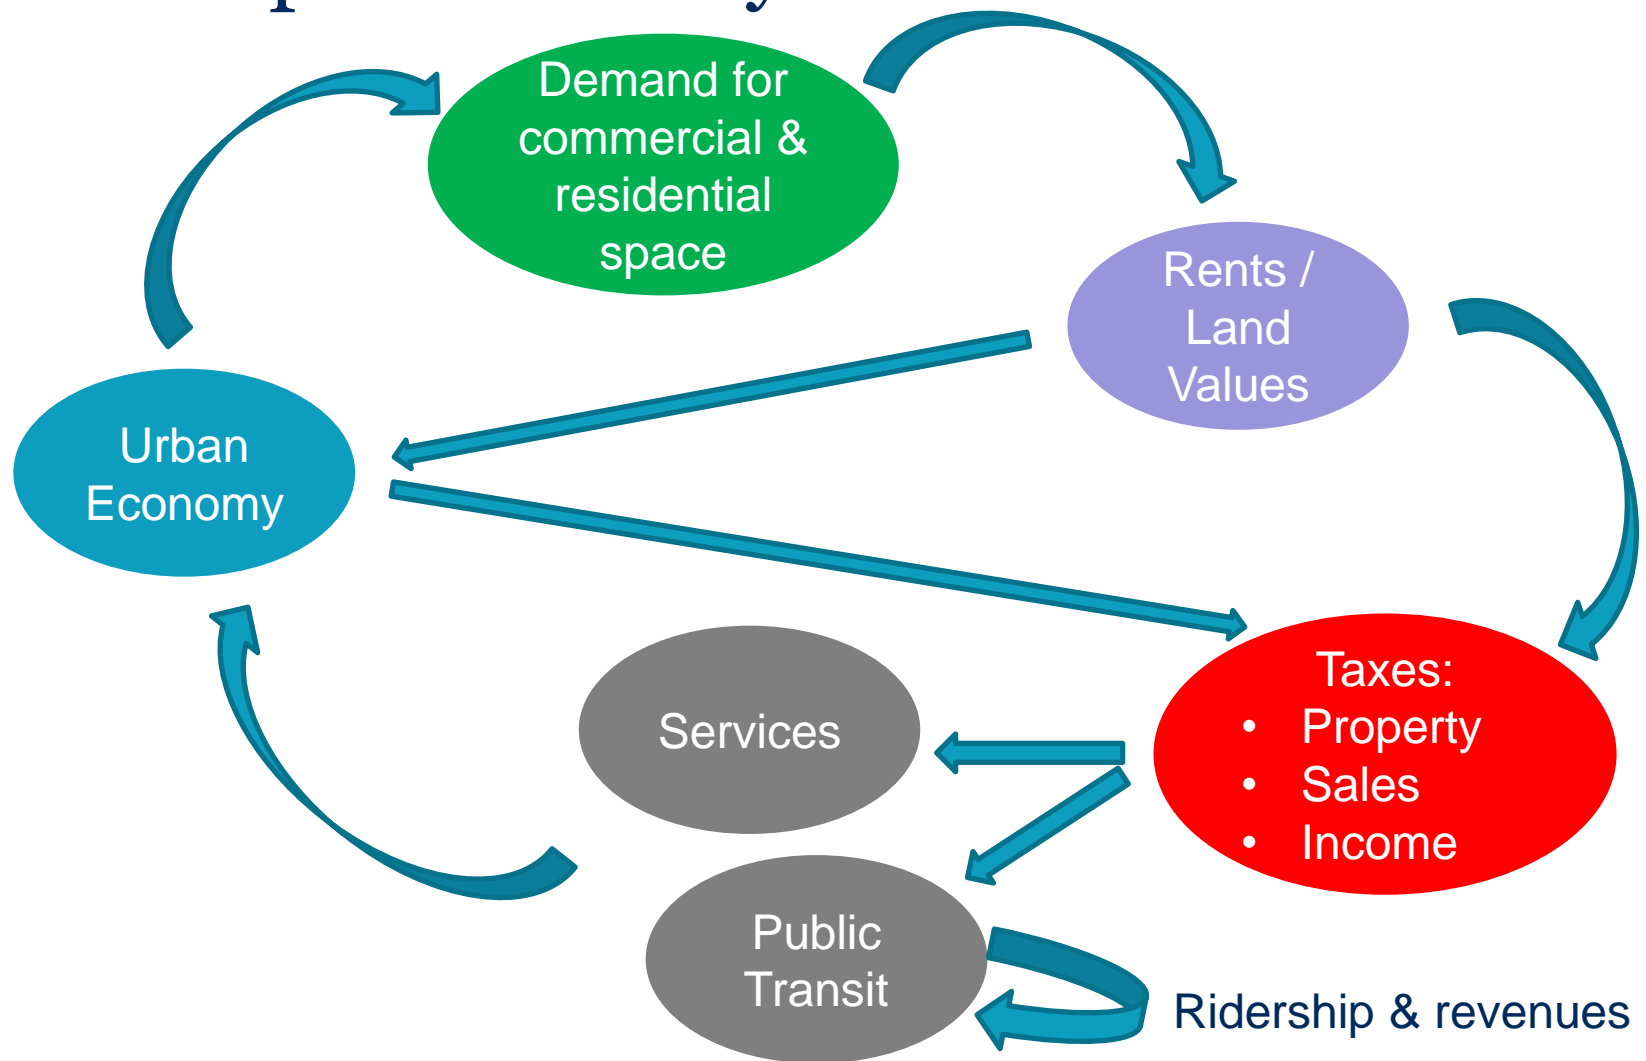 Demand for
commercial &
residential
space
Rents /
Land
Values
Urban
Economy
Taxes:
• Property
• Sales
• Income
Services
Public
Transit
Ridership & revenues